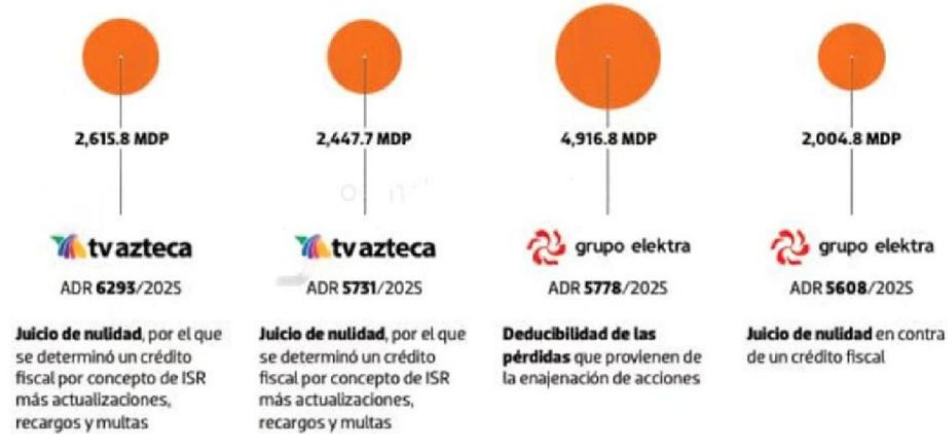 2,615.8 MDP
tv azteca
ADR 6293/2025
Juicio de nulidad, por el que
se determinó un crédito
fiscal por concepto de ISR
más actualizaciones,
recargos y multas
2,447.7 MDP
tv azteca
ADR 5731/2025
Juicio de nulidad, por el que
se determinó un crédito
fiscal por concepto de ISR
más actualizaciones,
recargos y multas
4,916.8 MDP
grupo elektra
ADR 5778/2025
Deducibilidad de las
pérdidas que provienen de
la enajenación de acciones
2,004.8 MDP
grupo elektra
ADR 5608/2025
Juicio de nulidad en contra
de un crédito fiscal